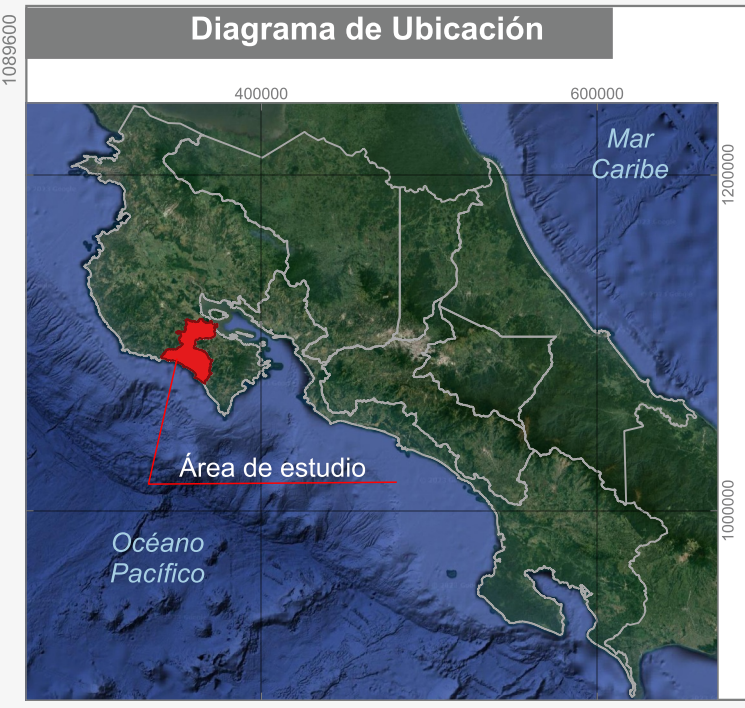 Diagrama de Ubicación
1089600
400000
600000
Mar
Caribe
1200000
Área de estudio
1000000
Océano
Pacífico